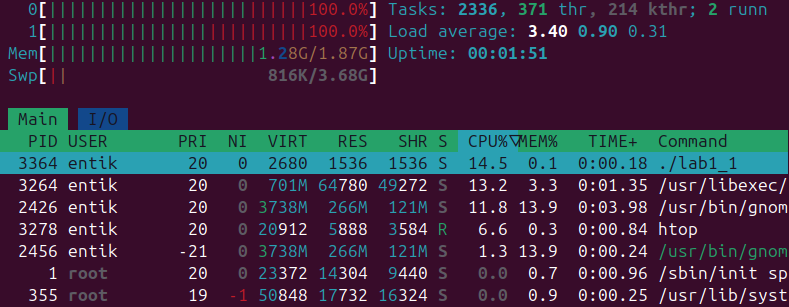 0[||||||||||||||||||||||||||||||||||100.0%] Tasks: 2336, 371 thr, 214 kthr; 2 runn
1[||||||||||||||||||||||||||||||||||100.0%] Load average: 3.40 0.90 0.31
Mem[|||||||||||||||||||||||||||1.28G/1.87G] Uptime: 00:01:51
Swp[|| 816K/3.68G]
Main I/O
PID USER PRI NI VIRT RES SHR S CPU%▽MEM% TIME+ Command
3364 entik 20 0 2680 1536 1536 S 14.5 0.1 0:00.18 ./lab1_1
3264 entik 20 0 701M 64780 49272 S 13.2 3.3 0:01.35 /usr/libexec/
2426 entik 20 0 3738M 266M 121M S 11.8 13.9 0:03.98 /usr/bin/gnom
3278 entik 20 0 20912 5888 3584 R 6.6 0.3 0:00.84 htop
2456 entik -21 0 3738M 266M 121M S 1.3 13.9 0:00.24 /usr/bin/gnom
1 root 20 0 23372 14304 9440 S 0.0 0.7 0:00.96 /sbin/init sp
355 root 19 -1 50848 17732 16324 S 0.0 0.9 0:00.25 /usr/lib/syst